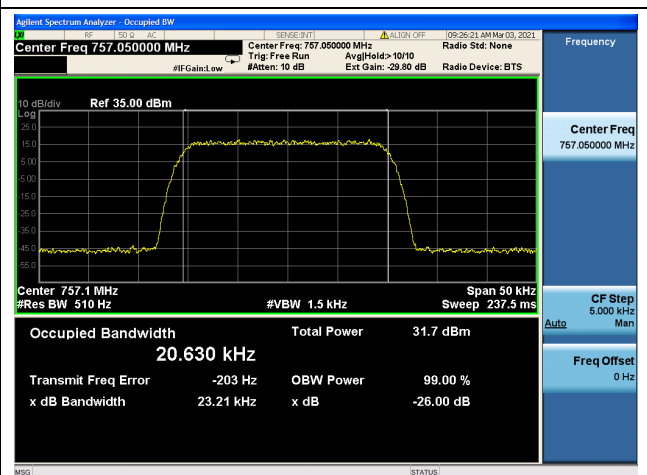 Agilent Spectrum Analyzer - Occupied BW
RF 50 Ω AC SENSE:INT ALIGN OFF 09:26:21 AM Mar 03, 2021
Center Freq 757.050000 MHz
Center Freq: 757.050000 MHz Radio Std: None
Trig: Free Run Avg|Hold:> 10/10
#IFGain:Low #Atten: 10 dB Ext Gain: -29.80 dB Radio Device: BTS
10 dB/div Ref 35.00 dBm
Log
25.0
15.0
5.00
-5.00
-15.0
-25.0
-35.0
-45.0
-55.0
Center 757.1 MHz Span 50 kHz
#Res BW 510 Hz #VBW 1.5 kHz Sweep 237.5 ms
Occupied Bandwidth Total Power 31.7 dBm
20.630 kHz
Transmit Freq Error -203 Hz OBW Power 99.00 %
x dB Bandwidth 23.21 kHz x dB -26.00 dB
MSG STATUS
Frequency
Center Freq
757.050000 MHz
CF Step
5.000 kHz
Auto Man
Freq Offset
0 Hz